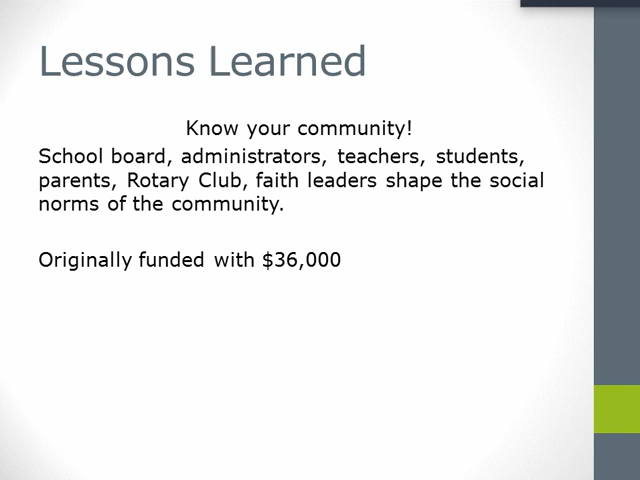 Lessons Learned
Know your community!
School board, administrators, teachers, students,
parents, Rotary Club, faith leaders shape the social
norms of the community.
Originally funded with $36,000